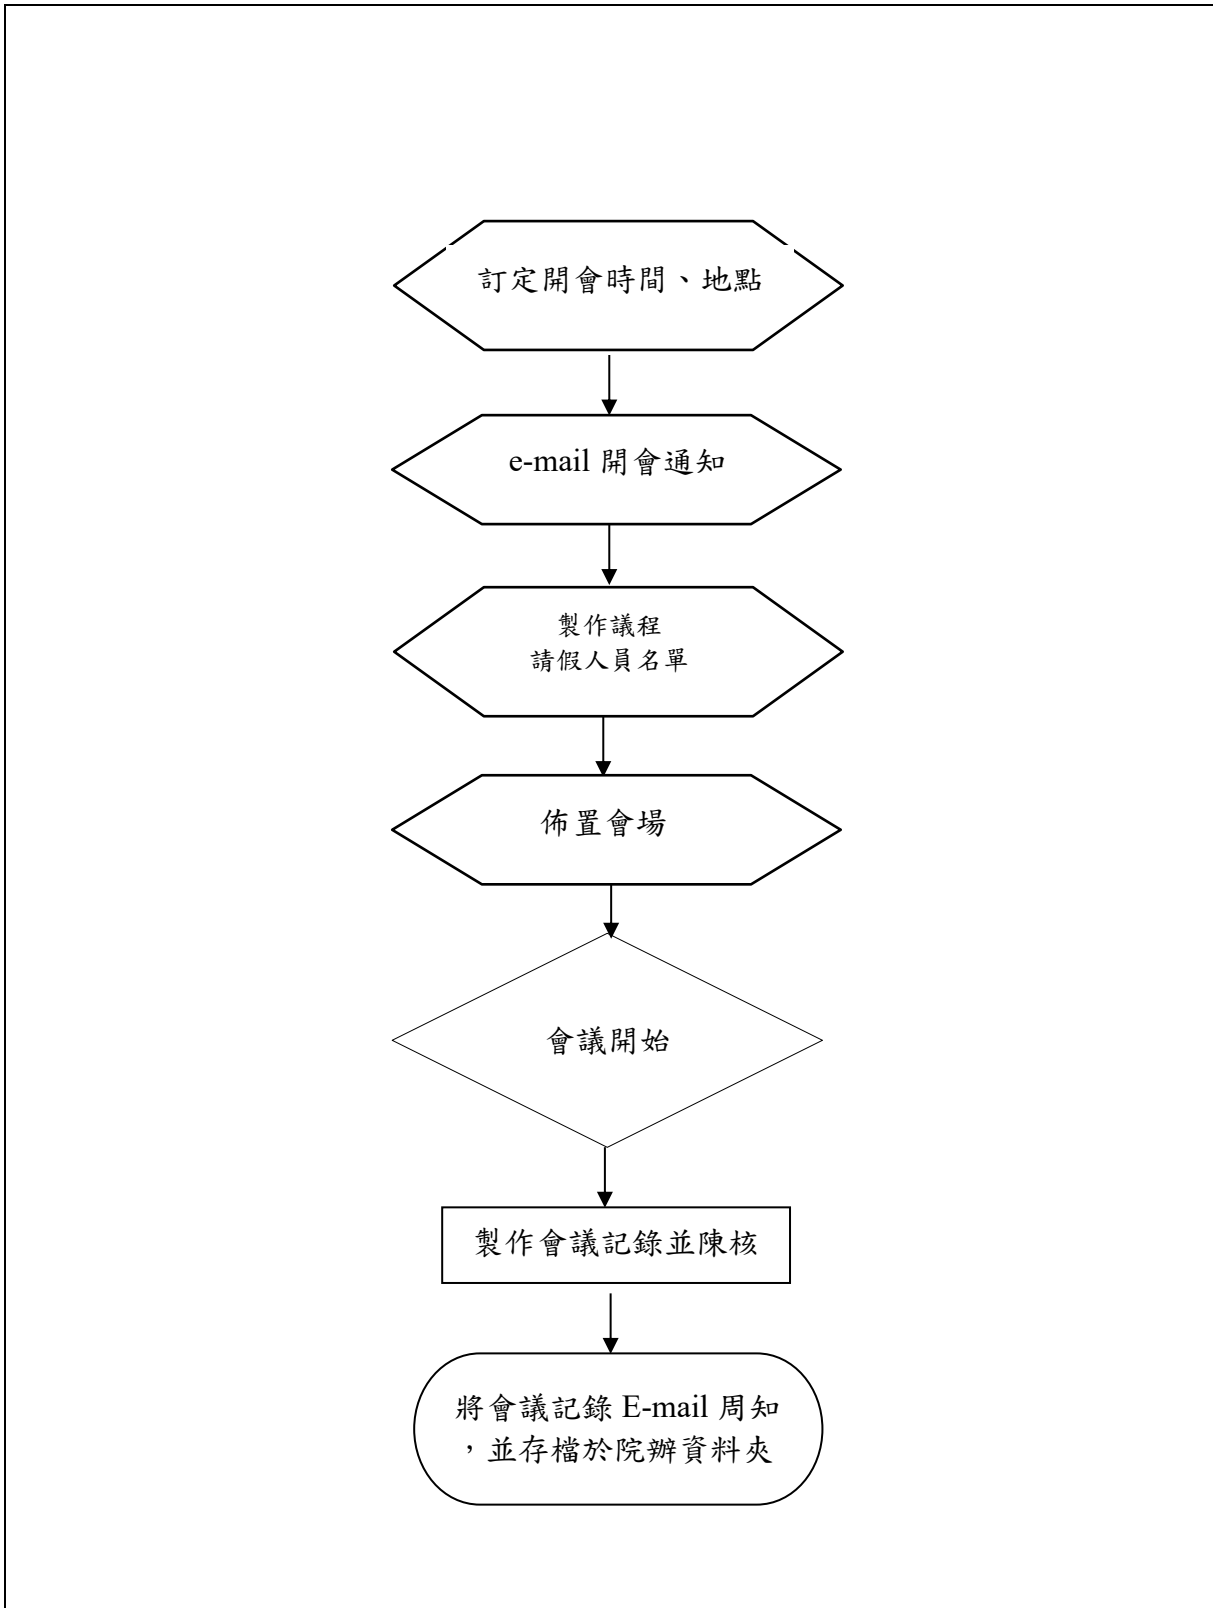 訂定開會時間、地點
e-mail 開會通知
製作議程
請假人員名單
佈置會場
會議開始
製作會議記錄並陳核
將會議記錄 E-mail 周知
，並存檔於院辦資料夾